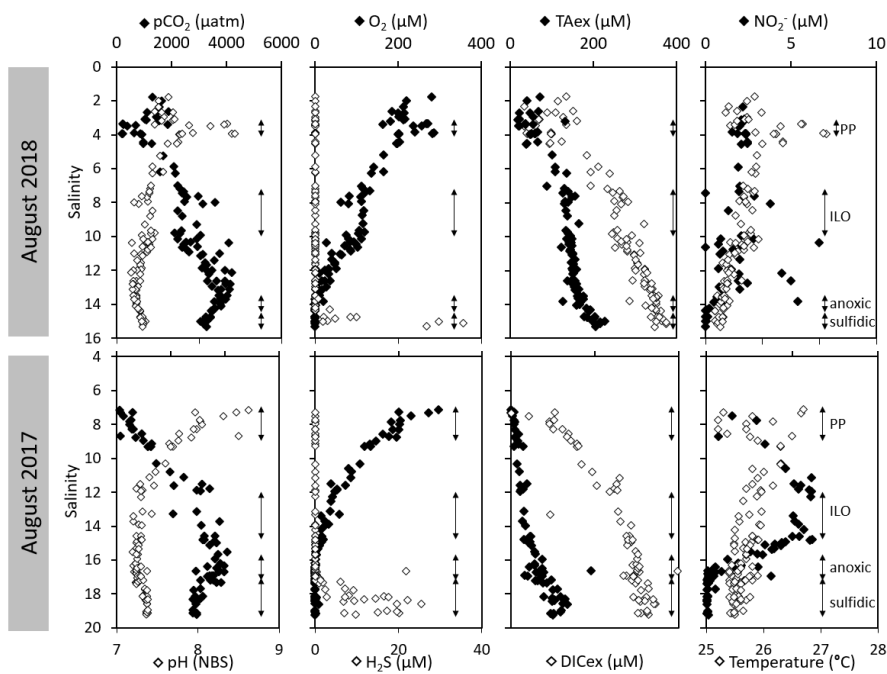 ◆ pCO₂ (µatm) ◆ O₂ (µM) ◆ TAex (µM) ◆ NO₂⁻ (µM)
0 2000 4000 6000 0 200 400 0 200 400 0 5 10
August 2018
Salinity
0
2
4
6
8
10
12
14
16
PP
ILO
anoxic
sulfidic
August 2017
Salinity
4
6
8
10
12
14
16
18
20
PP
ILO
anoxic
sulfidic
7 8 9 0 20 40 0 200 400 25 26 27 28
◇ pH (NBS) ◇ H₂S (µM) ◇ DICex (µM) ◇ Temperature (°C)